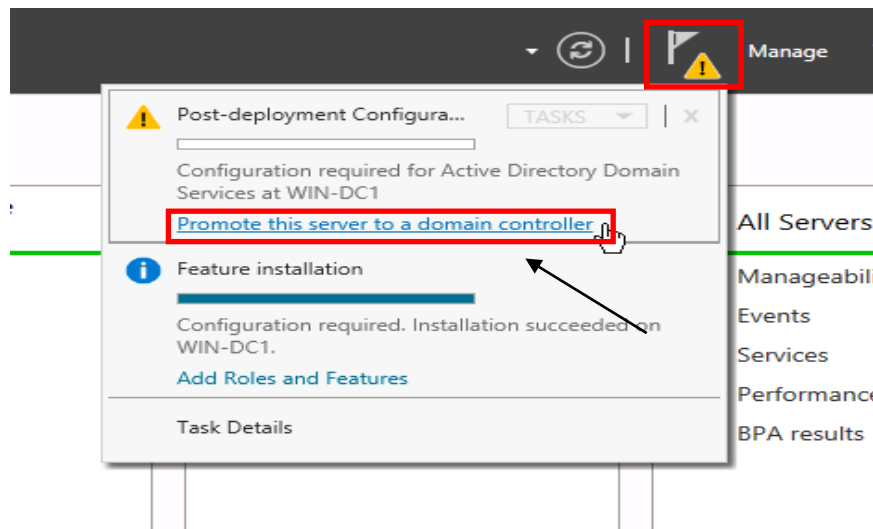 Manage
Post-deployment Configura...
TASKS
Configuration required for Active Directory Domain
Services at WIN-DC1
Promote this server to a domain controller
Feature installation
Configuration required. Installation succeeded on
WIN-DC1.
Add Roles and Features
Task Details
All Servers
Manageabili
Events
Services
Performance
BPA results